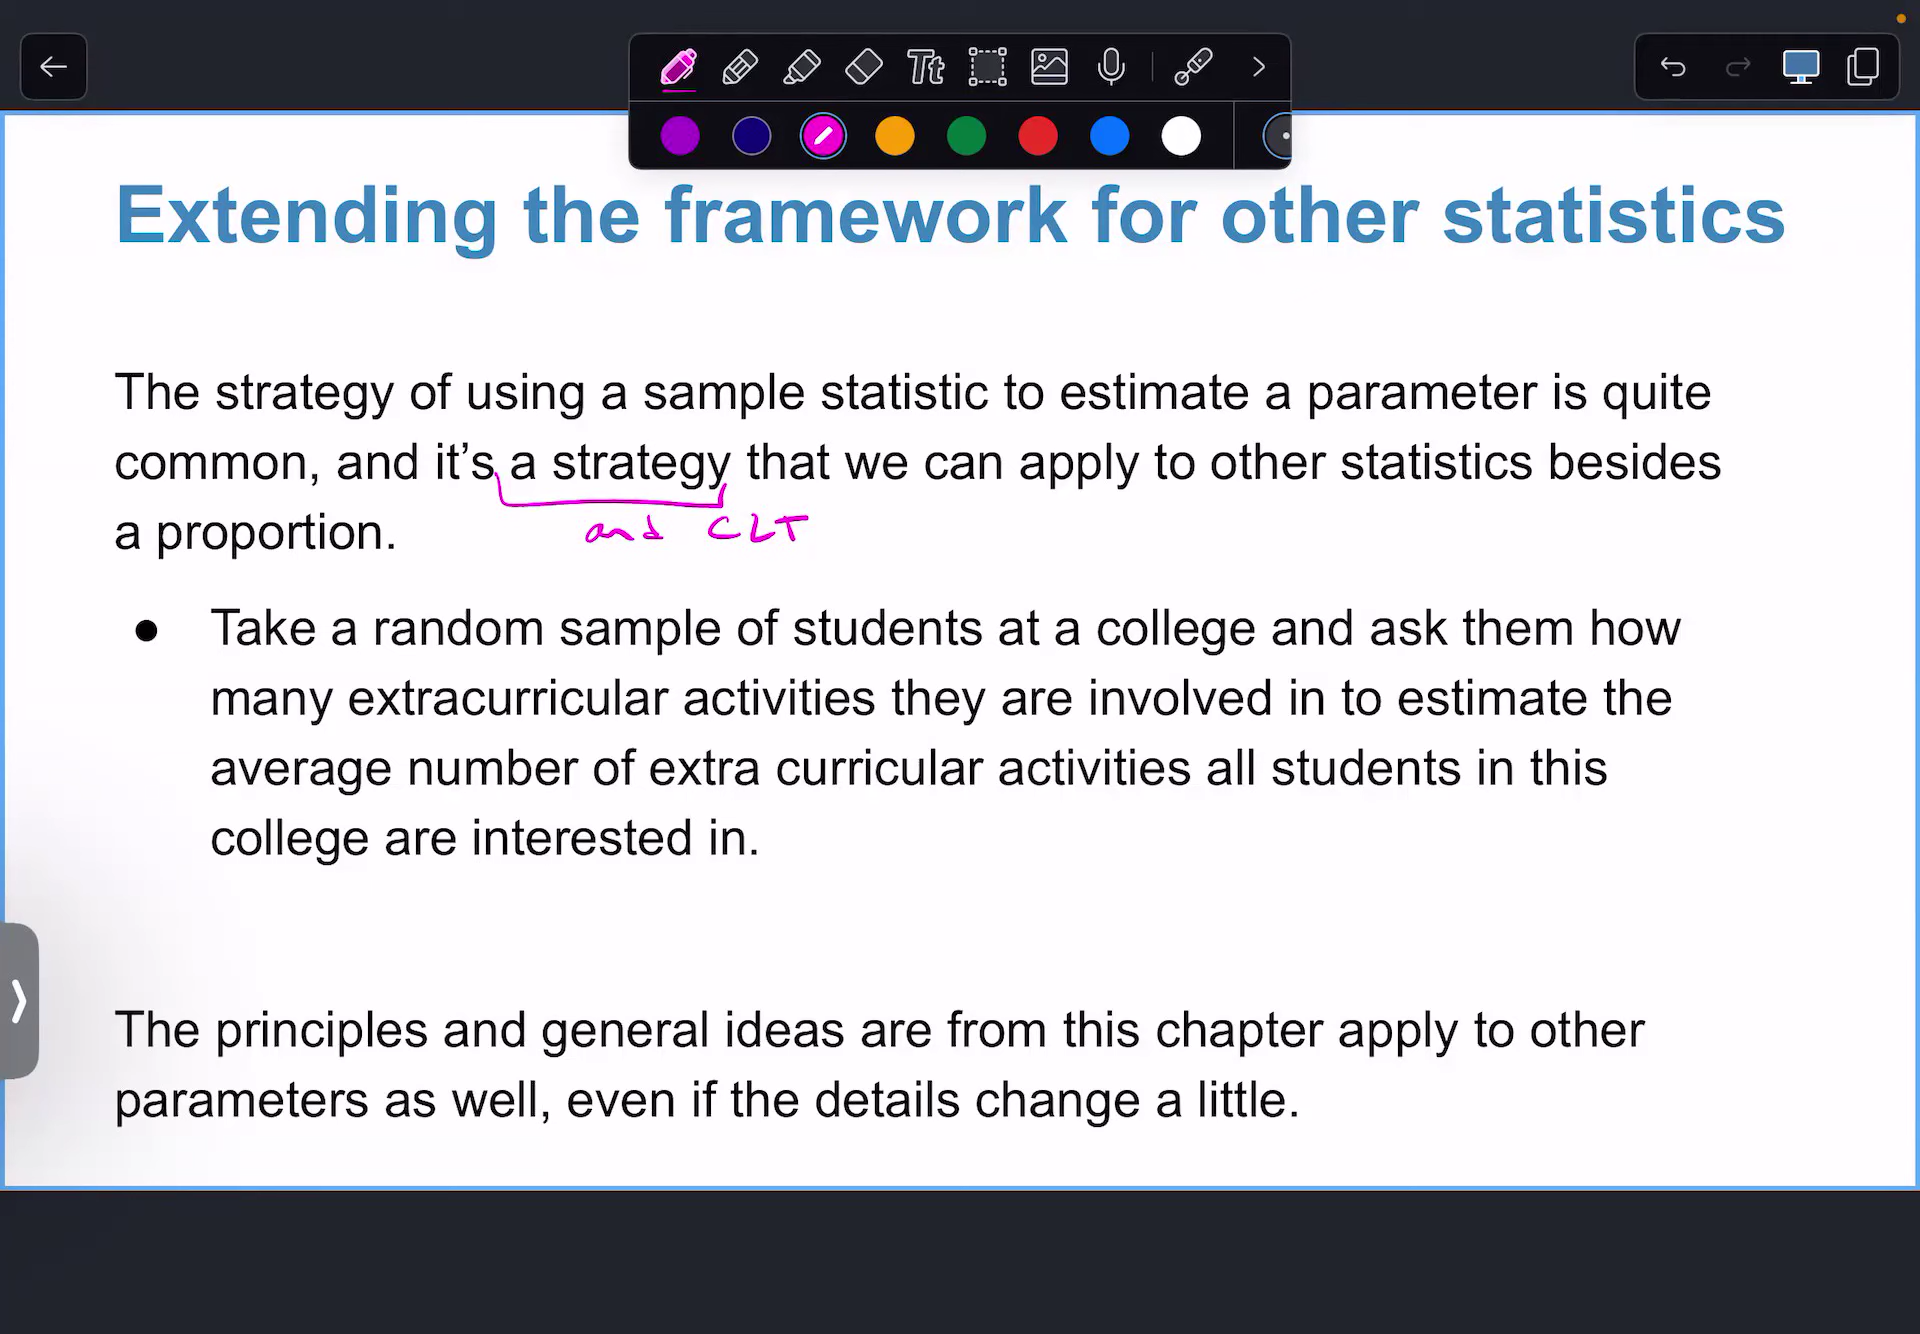 Tt
Extending the framework for other statistics
The strategy of using a sample statistic to estimate a parameter is quite
common, and it’s a strategy that we can apply to other statistics besides
and CLT
a proportion.
● Take a random sample of students at a college and ask them how
many extracurricular activities they are involved in to estimate the
average number of extra curricular activities all students in this
college are interested in.
The principles and general ideas are from this chapter apply to other
parameters as well, even if the details change a little.